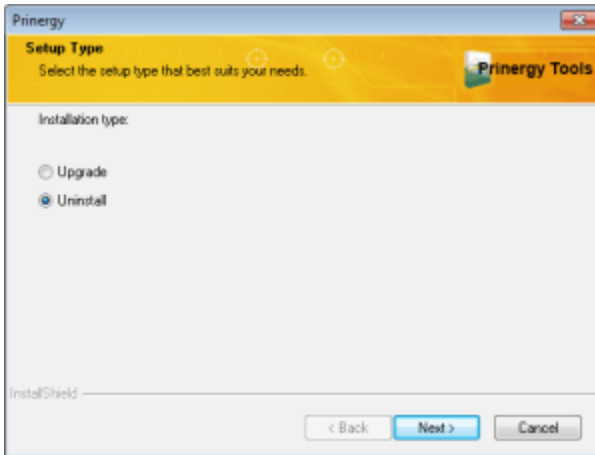 Prinergy
Setup Type
Select the setup type that best suits your needs.
Prinergy Tools
Installation type:
Upgrade
Uninstall
InstallShield
< Back
Next >
Cancel